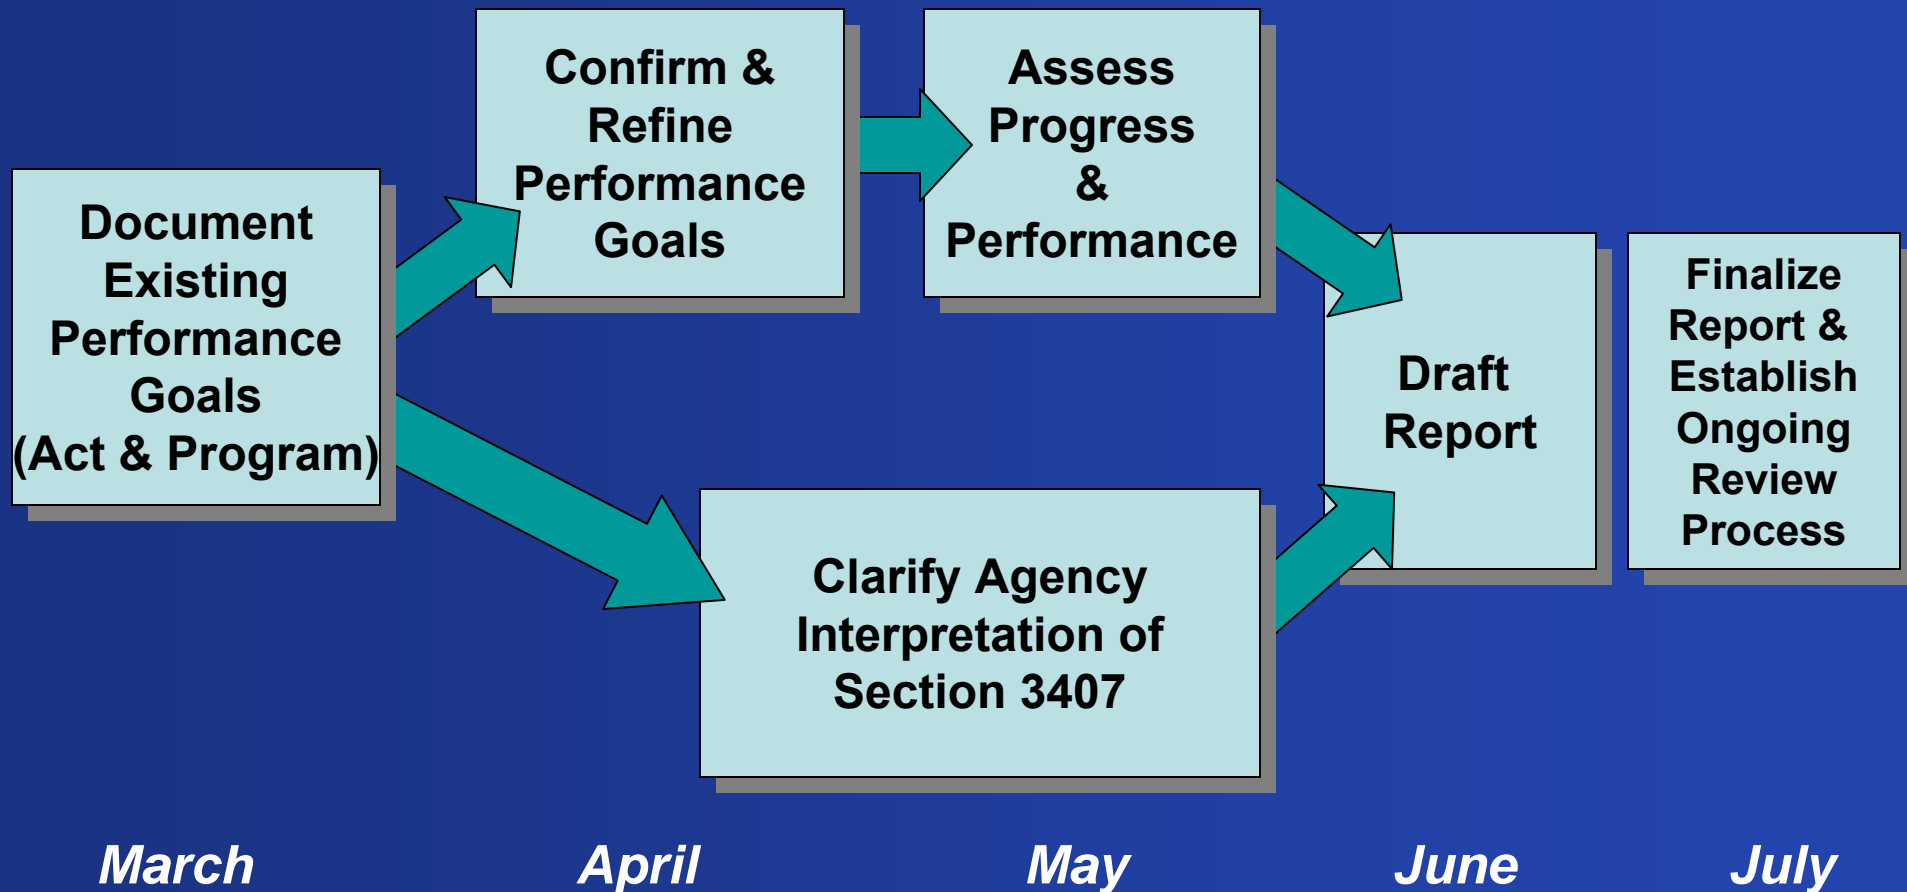 Document
Existing
Performance
Goals
(Act & Program)
Confirm &
Refine
Performance
Goals
Assess
Progress
&
Performance
Clarify Agency
Interpretation of
Section 3407
Draft
Report
Finalize
Report &
Establish
Ongoing
Review
Process
March April May June July